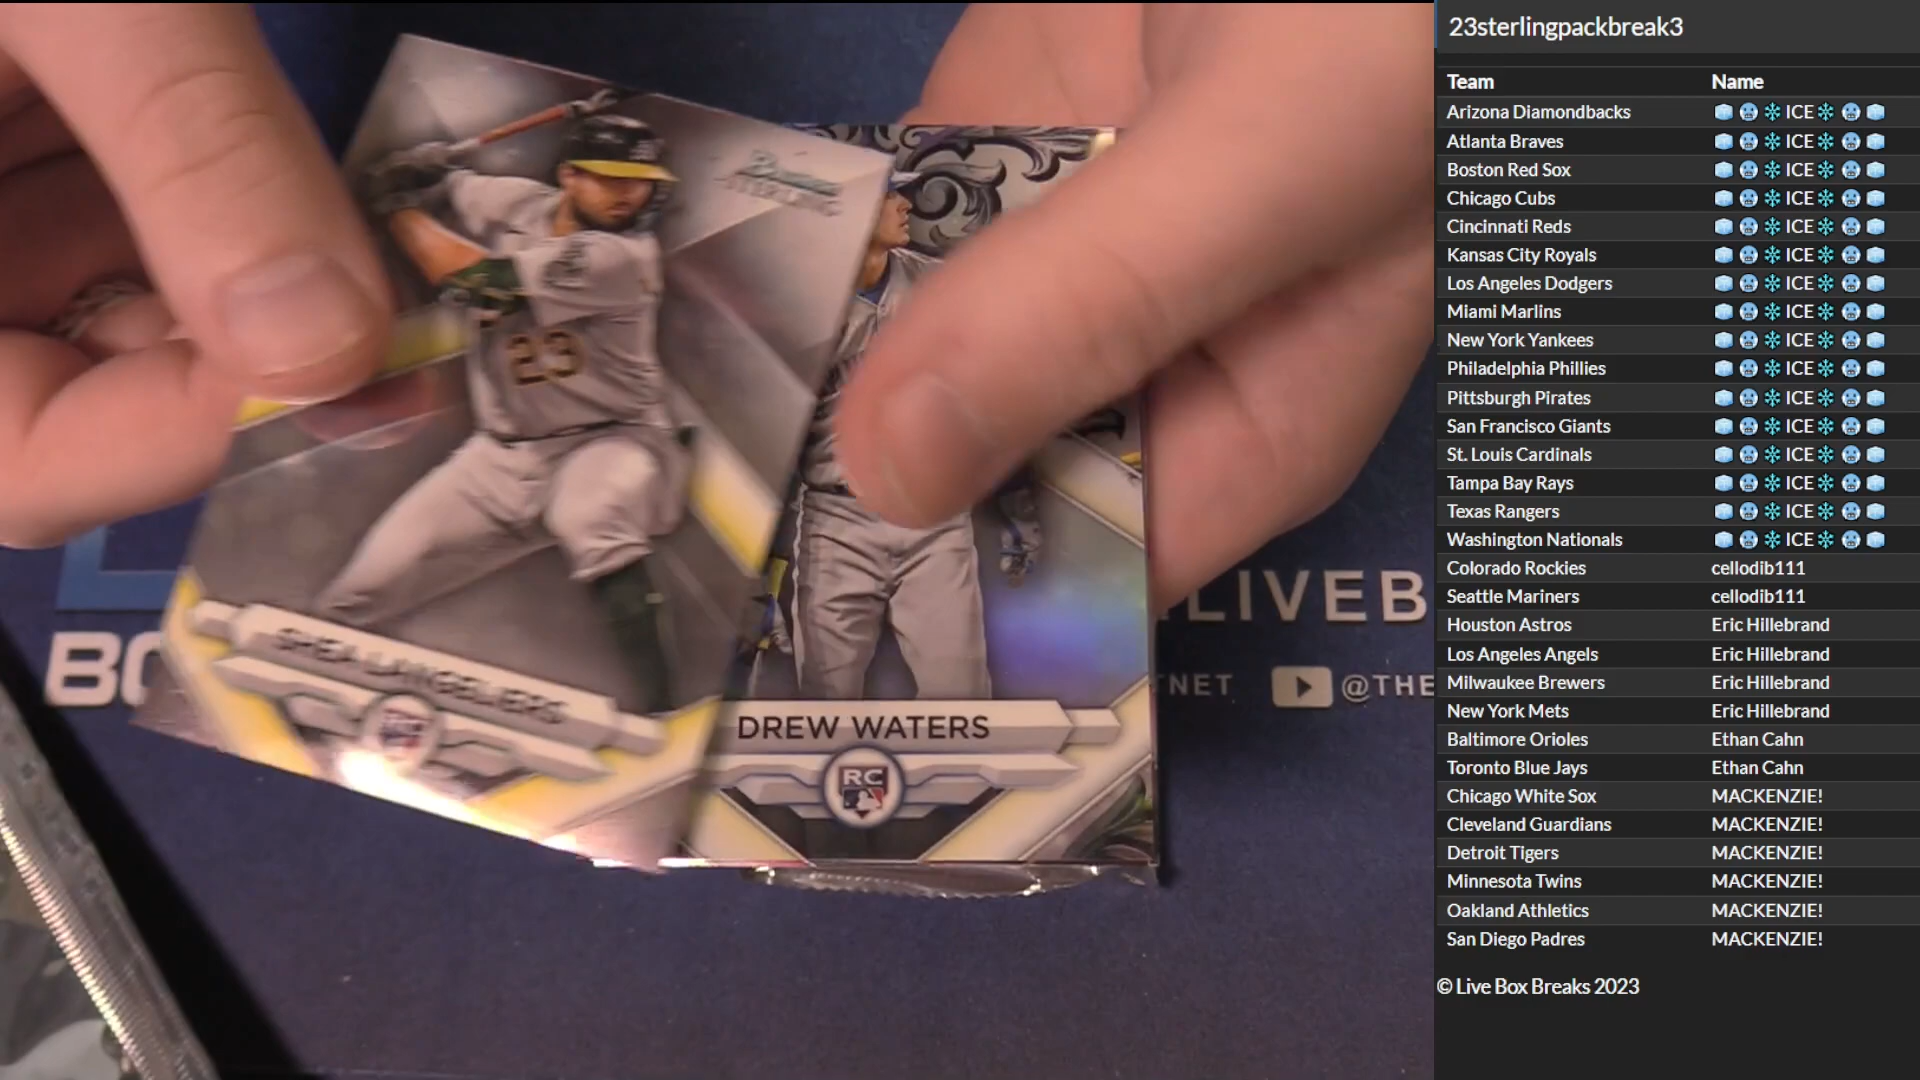 23sterlingpackbreak3
Team Name
Arizona Diamondbacks 🧊 🥶 ❄ ICE ❄ 🥶 🧊
Atlanta Braves 🧊 🥶 ❄ ICE ❄ 🥶 🧊
Boston Red Sox 🧊 🥶 ❄ ICE ❄ 🥶 🧊
Chicago Cubs 🧊 🥶 ❄ ICE ❄ 🥶 🧊
Cincinnati Reds 🧊 🥶 ❄ ICE ❄ 🥶 🧊
Kansas City Royals 🧊 🥶 ❄ ICE ❄ 🥶 🧊
Los Angeles Dodgers 🧊 🥶 ❄ ICE ❄ 🥶 🧊
Miami Marlins 🧊 🥶 ❄ ICE ❄ 🥶 🧊
New York Yankees 🧊 🥶 ❄ ICE ❄ 🥶 🧊
Philadelphia Phillies 🧊 🥶 ❄ ICE ❄ 🥶 🧊
Pittsburgh Pirates 🧊 🥶 ❄ ICE ❄ 🥶 🧊
San Francisco Giants 🧊 🥶 ❄ ICE ❄ 🥶 🧊
St. Louis Cardinals 🧊 🥶 ❄ ICE ❄ 🥶 🧊
Tampa Bay Rays 🧊 🥶 ❄ ICE ❄ 🥶 🧊
Texas Rangers 🧊 🥶 ❄ ICE ❄ 🥶 🧊
Washington Nationals 🧊 🥶 ❄ ICE ❄ 🥶 🧊
Colorado Rockies cellodib111
Seattle Mariners cellodib111
Houston Astros Eric Hillebrand
Los Angeles Angels Eric Hillebrand
Milwaukee Brewers Eric Hillebrand
New York Mets Eric Hillebrand
Baltimore Orioles Ethan Cahn
Toronto Blue Jays Ethan Cahn
Chicago White Sox MACKENZIE!
Cleveland Guardians MACKENZIE!
Detroit Tigers MACKENZIE!
Minnesota Twins MACKENZIE!
Oakland Athletics MACKENZIE!
San Diego Padres MACKENZIE!
© Live Box Breaks 2023
Bowman
STERLING
23
SHEA LANGELIERS
DREW WATERS
RC
BO
LIVEB
NET @THE